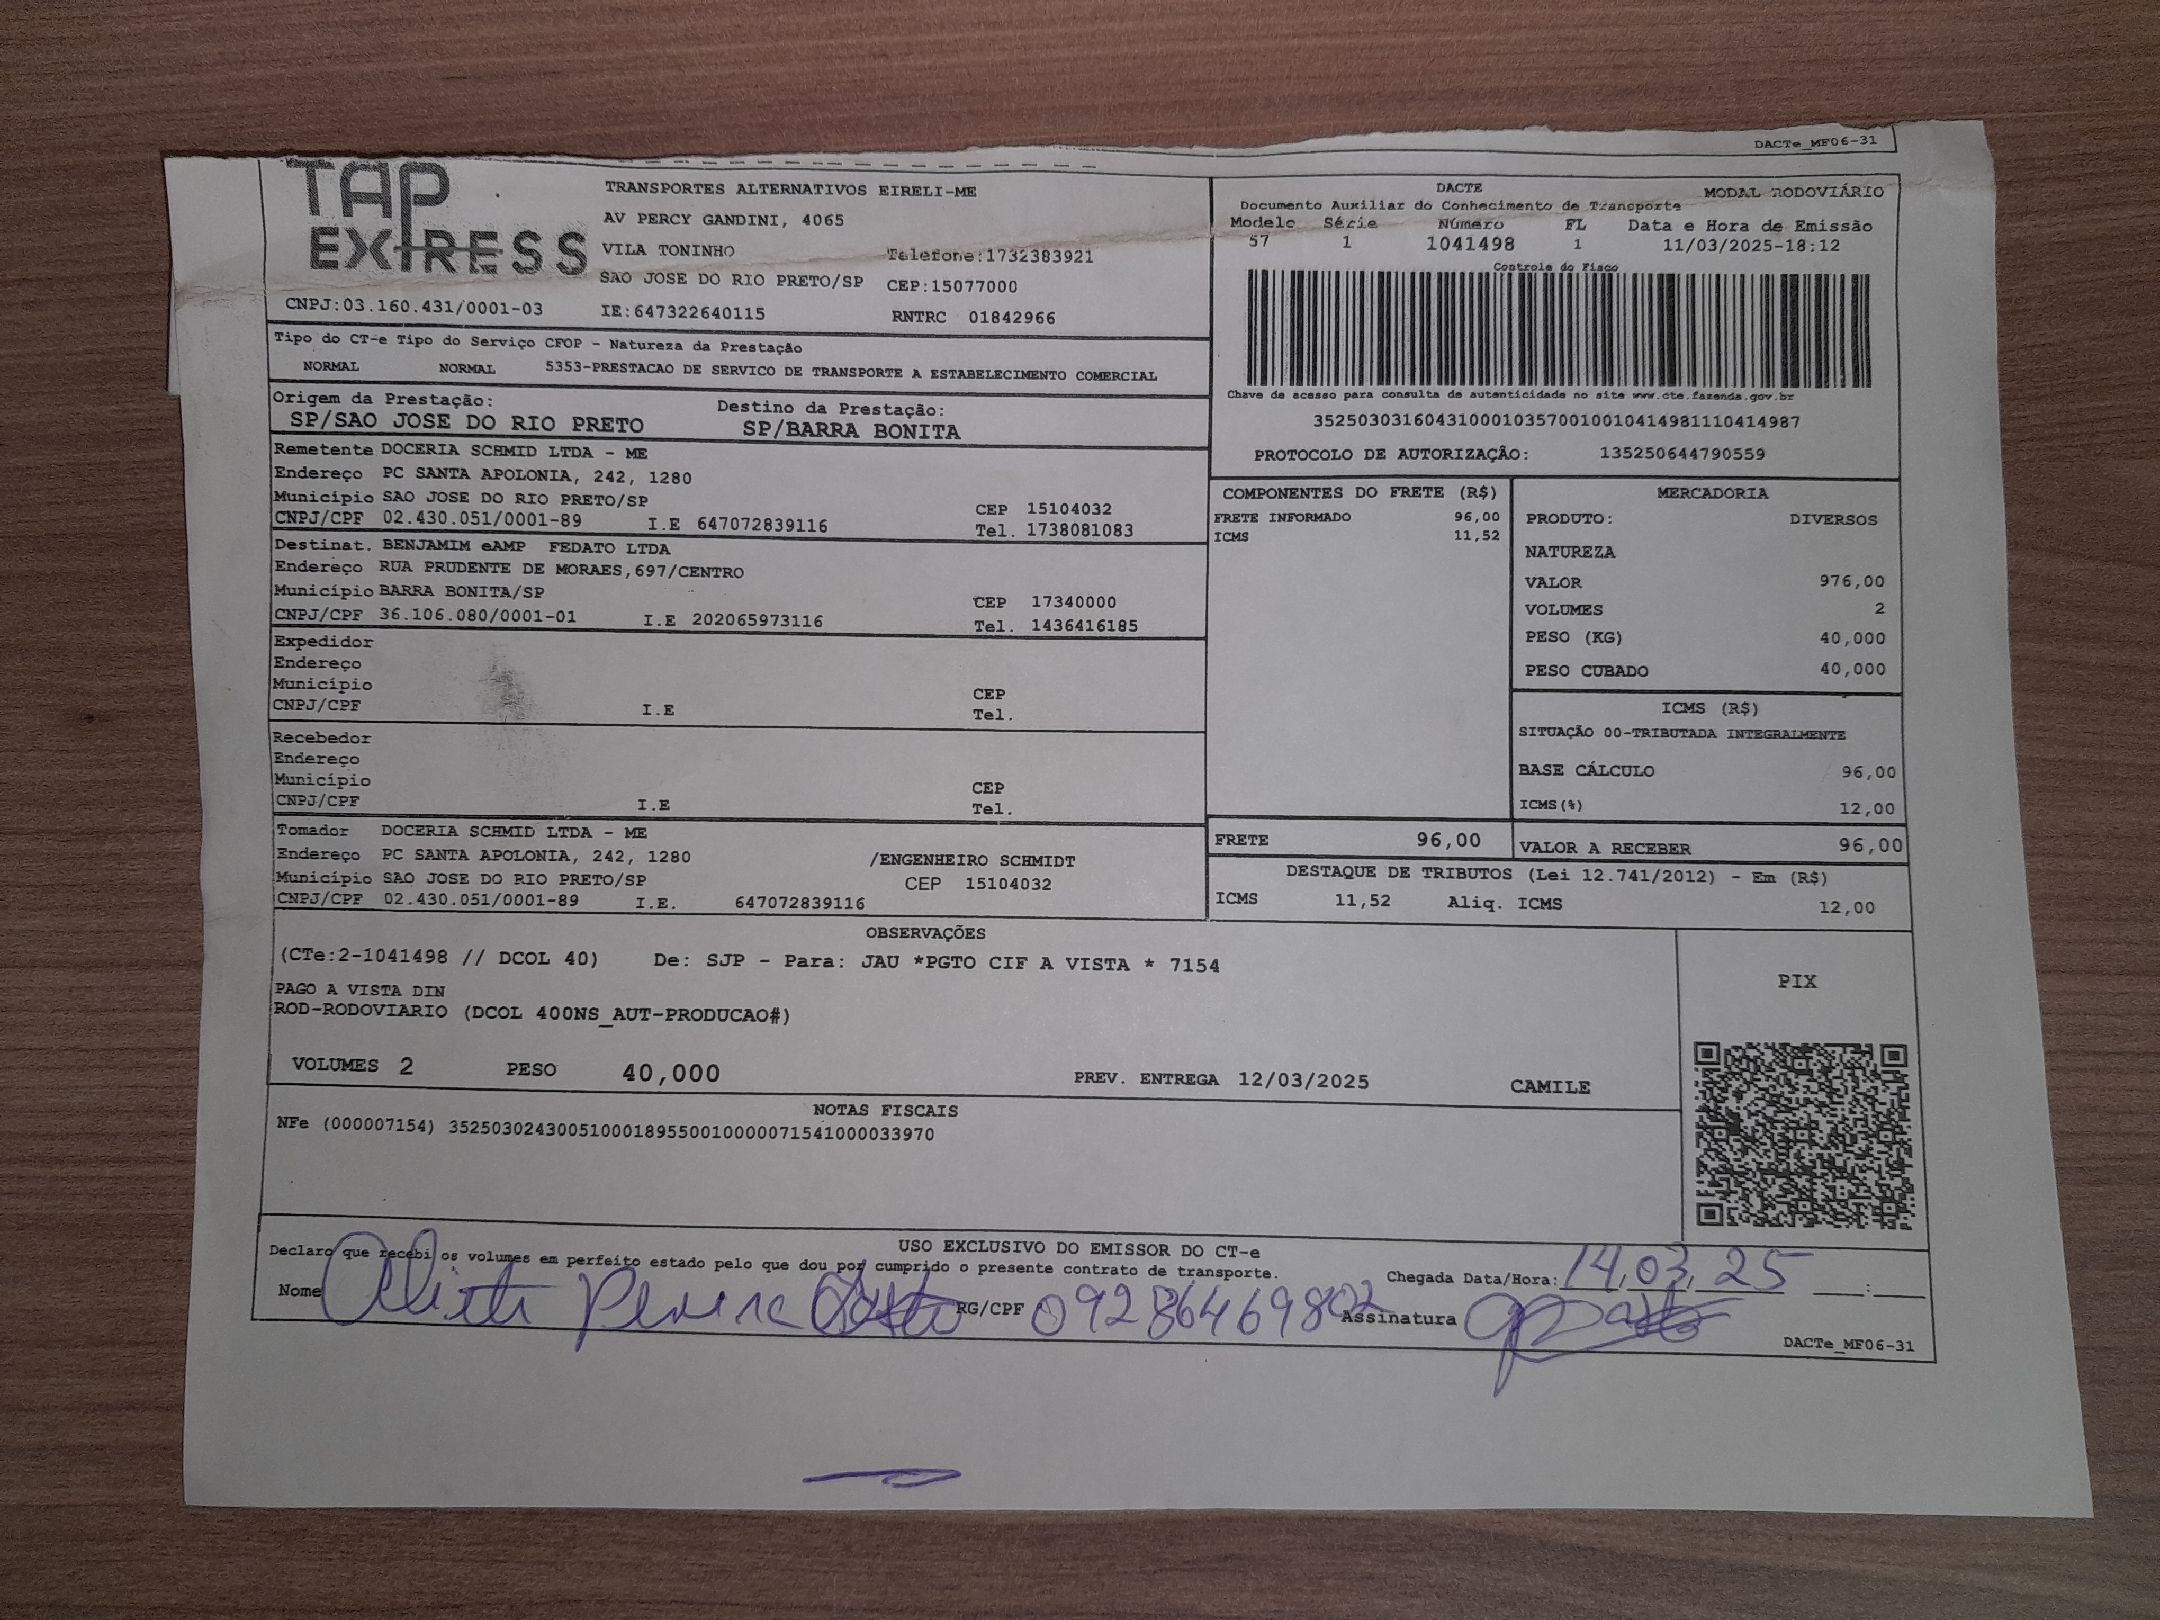 DACTe_MF06-31
TAP EXPRESS
TRANSPORTES ALTERNATIVOS EIRELI-ME
AV PERCY GANDINI, 4065
VILA TONINHO Telefone:1732383921
SAO JOSE DO RIO PRETO/SP CEP:15077000
CNPJ:03.160.431/0001-03 IE:647322640115 RNTRC 01842966
DACTE MODAL RODOVIÁRIO
Documento Auxiliar do Conhecimento de Transporte
Modelo Série Número FL Data e Hora de Emissão
57 1 1041498 1 11/03/2025-18:12
Controle do Fisco
Chave de acesso para consulta de autenticidade no site www.cte.fazenda.gov.br
35250303160431000103570010010414981110414987
PROTOCOLO DE AUTORIZAÇÃO: 135250644790559
Tipo do CT-e Tipo do Serviço CFOP - Natureza da Prestação
NORMAL NORMAL 5353-PRESTACAO DE SERVICO DE TRANSPORTE A ESTABELECIMENTO COMERCIAL
Origem da Prestação: Destino da Prestação:
SP/SAO JOSE DO RIO PRETO SP/BARRA BONITA
Remetente DOCERIA SCHMID LTDA - ME
Endereço PC SANTA APOLONIA, 242, 1280
Município SAO JOSE DO RIO PRETO/SP CEP 15104032
CNPJ/CPF 02.430.051/0001-89 I.E 647072839116 Tel. 1738081083
Destinat. BENJAMIM eAMP FEDATO LTDA
Endereço RUA PRUDENTE DE MORAES,697/CENTRO
Município BARRA BONITA/SP CEP 17340000
CNPJ/CPF 36.106.080/0001-01 I.E 202065973116 Tel. 1436416185
Expedidor
Endereço
Município CEP
CNPJ/CPF I.E Tel.
Recebedor
Endereço
Município CEP
CNPJ/CPF I.E Tel.
Tomador DOCERIA SCHMID LTDA - ME
Endereço PC SANTA APOLONIA, 242, 1280 /ENGENHEIRO SCHMIDT
Município SAO JOSE DO RIO PRETO/SP CEP 15104032
CNPJ/CPF 02.430.051/0001-89 I.E. 647072839116
COMPONENTES DO FRETE (R$)
FRETE INFORMADO 96,00
ICMS 11,52
MERCADORIA
PRODUTO: DIVERSOS
NATUREZA
VALOR 976,00
VOLUMES 2
PESO (KG) 40,000
PESO CUBADO 40,000
ICMS (R$)
SITUAÇÃO 00-TRIBUTADA INTEGRALMENTE
BASE CÁLCULO 96,00
ICMS(%) 12,00
FRETE 96,00 VALOR A RECEBER 96,00
DESTAQUE DE TRIBUTOS (Lei 12.741/2012) - Em (R$)
ICMS 11,52 Aliq. ICMS 12,00
OBSERVAÇÕES
(CTe:2-1041498 // DCOL 40) De: SJP - Para: JAU *PGTO CIF A VISTA * 7154
PAGO A VISTA DIN
ROD-RODOVIARIO (DCOL 400NS_AUT-PRODUCAO#)
VOLUMES 2 PESO 40,000 PREV. ENTREGA 12/03/2025 CAMILE
PIX
NOTAS FISCAIS
NFe (000007154) 35250302430051000189550010000071541000033970
USO EXCLUSIVO DO EMISSOR DO CT-e
Declaro que recebi os volumes em perfeito estado pelo que dou por cumprido o presente contrato de transporte.
Chegada Data/Hora: 14.03.25 :
Nome Pereira RG/CPF 09286469802 Assinatura
DACTe_MF06-31